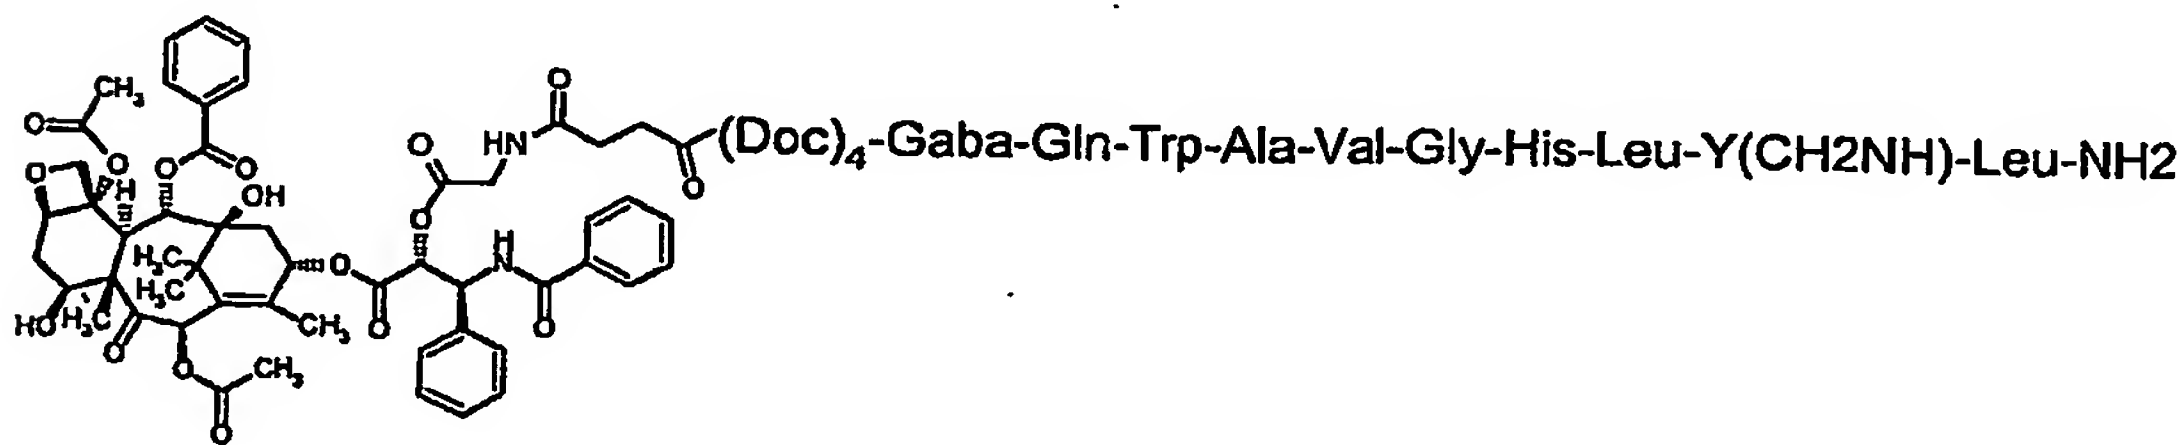 O
CH₃
O
(Doc)₄-Gaba-Gln-Trp-Ala-Val-Gly-His-Leu-Y(CH2NH)-Leu-NH2
O
HN
O
O
O
O
O
O
H
OH
O
H
N
H₃C
O
H₃C
HO
H₃C
O
CH₃
O
O
O
CH₃
O